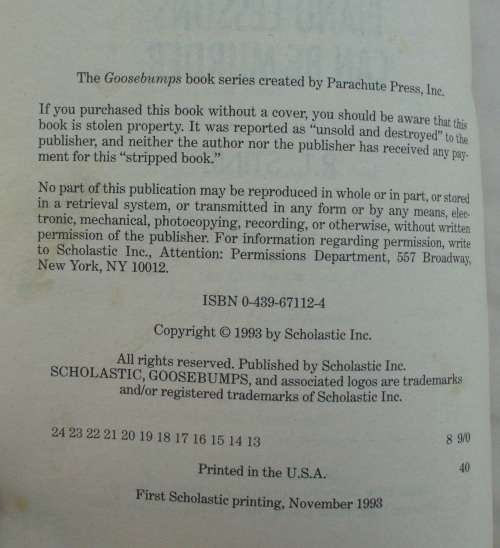 The Goosebumps book series created by Parachute Press, Inc.
If you purchased this book without a cover, you should be aware that this
book is stolen property. It was reported as “unsold and destroyed” to the
publisher, and neither the author nor the publisher has received any pay-
ment for this “stripped book.”
No part of this publication may be reproduced in whole or in part, or stored
in a retrieval system, or transmitted in any form or by any means, elec-
tronic, mechanical, photocopying, recording, or otherwise, without written
permission of the publisher. For information regarding permission, write
to Scholastic Inc., Attention: Permissions Department, 557 Broadway,
New York, NY 10012.
ISBN 0-439-67112-4
Copyright © 1993 by Scholastic Inc.
All rights reserved. Published by Scholastic Inc.
SCHOLASTIC, GOOSEBUMPS, and associated logos are trademarks
and/or registered trademarks of Scholastic Inc.
24 23 22 21 20 19 18 17 16 15 14 13 8 9/0
Printed in the U.S.A. 40
First Scholastic printing, November 1993